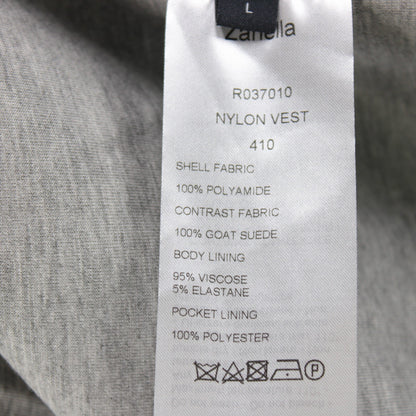 L
Zanella
R037010
NYLON VEST
410
SHELL FABRIC
100% POLYAMIDE
CONTRAST FABRIC
100% GOAT SUEDE
BODY LINING
95% VISCOSE
5% ELASTANE
POCKET LINING
100% POLYESTER
P